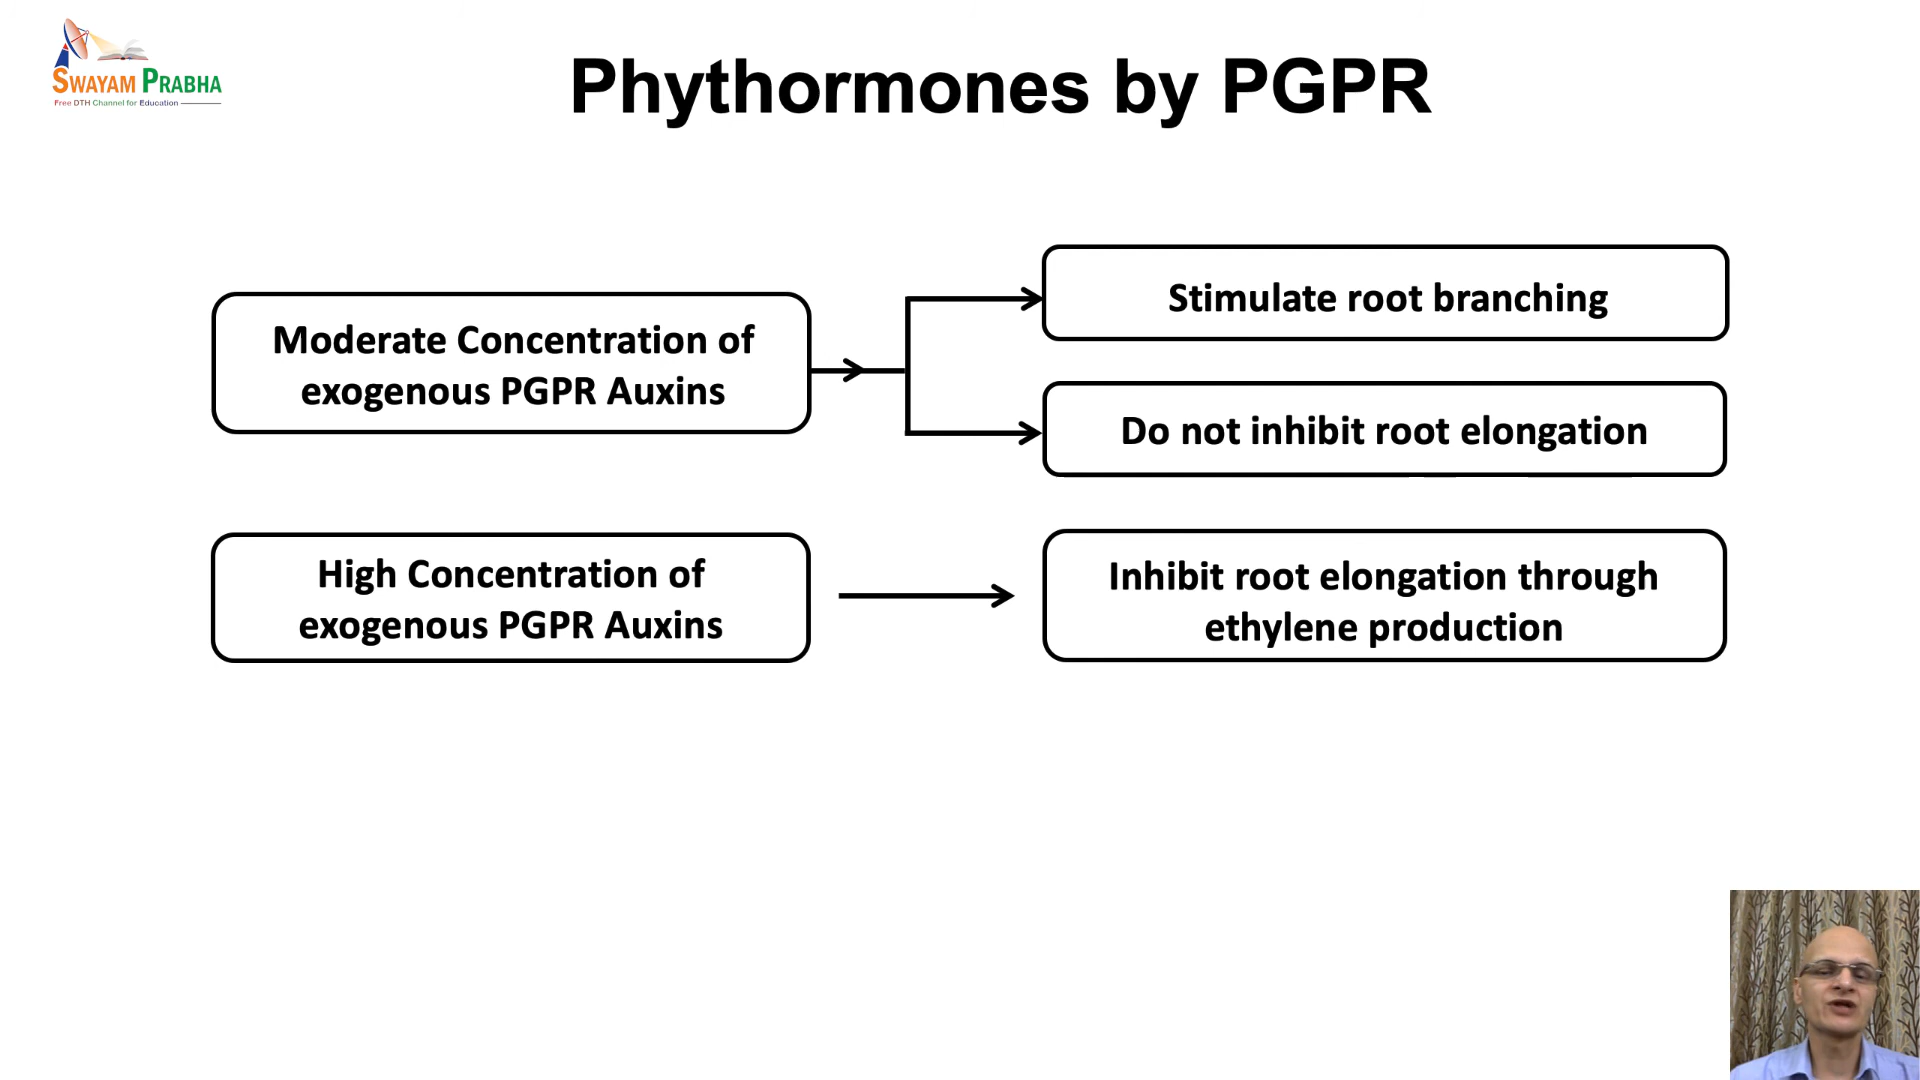 SWAYAM PRABHA
Free DTH Channel for Education
Phythormones by PGPR
Moderate Concentration of
exogenous PGPR Auxins
Stimulate root branching
Do not inhibit root elongation
High Concentration of
exogenous PGPR Auxins
Inhibit root elongation through
ethylene production